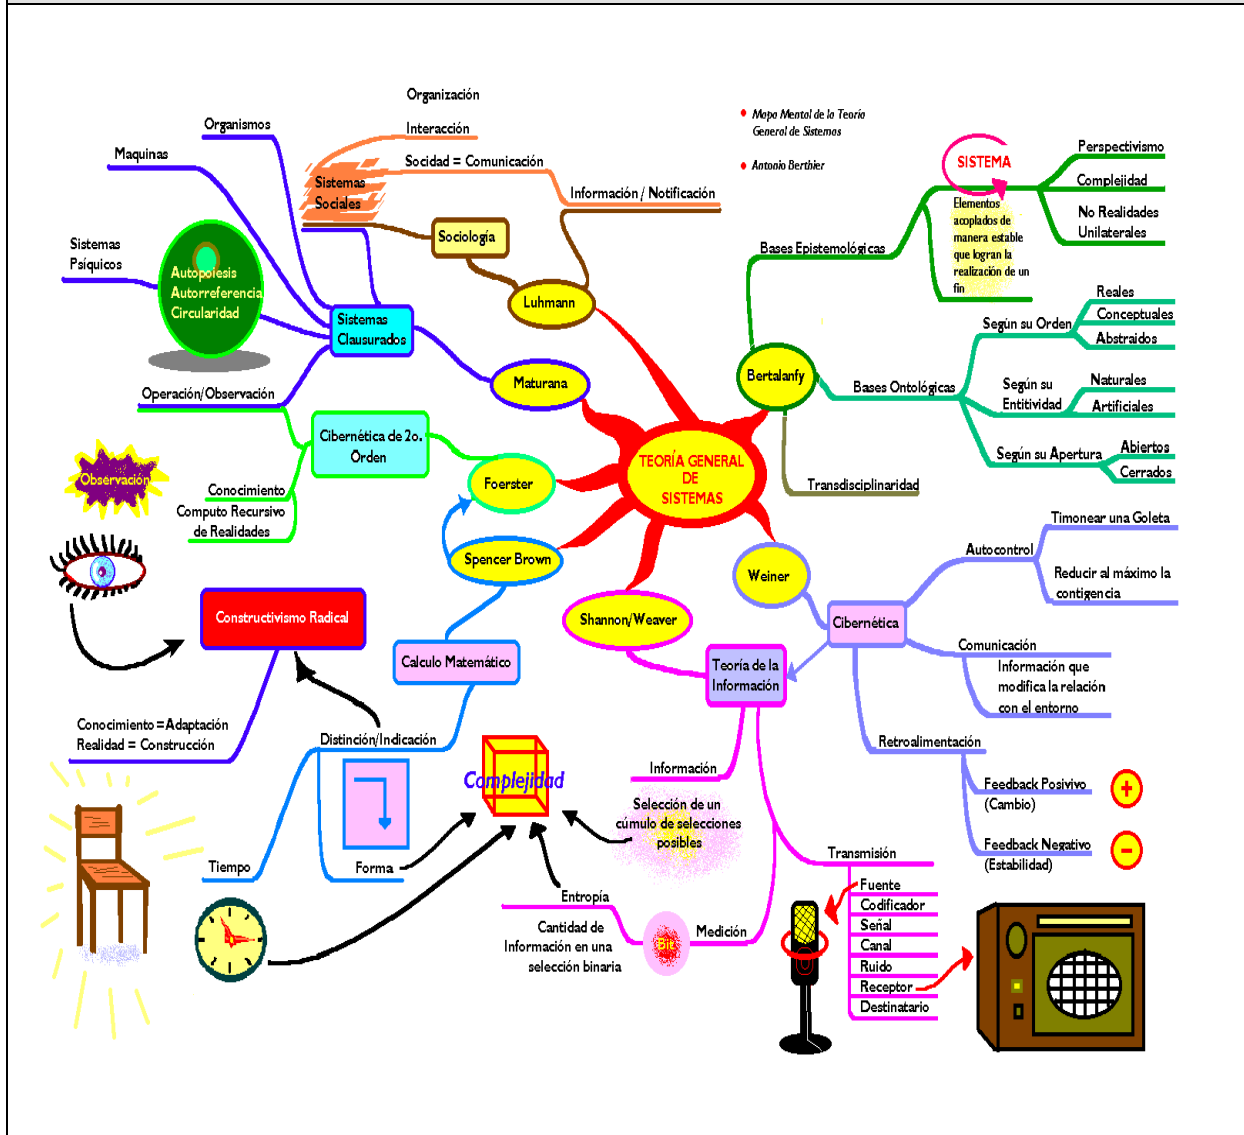 Mapa Mental de la Teoría
General de Sistemas
Antonio Berthier
TEORÍA GENERAL
DE
SISTEMAS
Bertalanfy
Bases Epistemológicas
SISTEMA
Elementos
acoplados de
manera estable
que logran la
realización de un
fin
Perspectivismo
Complejidad
No Realidades
Unilaterales
Bases Ontológicas
Según su Orden
Reales
Conceptuales
Abstraidos
Según su
Entitividad
Naturales
Artificiales
Según su Apertura
Abiertos
Cerrados
Transdisciplinaridad
Weiner
Cibernética
Autocontrol
Timonear una Goleta
Reducir al máximo la
contigencia
Comunicación
Información que
modifica la relación
con el entorno
Retroalimentación
Feedback Posivivo
(Cambio)
+
Feedback Negativo
(Estabilidad)
−
Shannon/Weaver
Teoría de la
Información
Información
Selección de un
cúmulo de selecciones
posibles
Transmisión
Fuente
Codificador
Señal
Canal
Ruido
Receptor
Destinatario
Medición
Bit
Entropía
Cantidad de
Información en una
selección binaria
Complejidad
Spencer Brown
Calculo Matemático
Distinción/Indicación
Forma
Tiempo
Foerster
Cibernética de 2o.
Orden
Operación/Observación
Conocimiento
Computo Recursivo
de Realidades
Observación
Constructivismo Radical
Conocimiento =Adaptación
Realidad = Construcción
Maturana
Sistemas
Clausurados
Organismos
Maquinas
Sistemas
Psíquicos
Autopoiesis
Autorreferencia
Circularidad
Luhmann
Sociología
Sistemas
Sociales
Organización
Interacción
Socidad = Comunicación
Información / Notificación